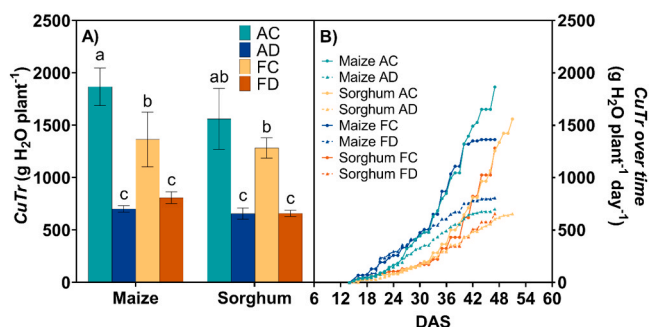 A)
AC
AD
FC
FD
CuTr (g H₂O plant⁻¹)
2500
2000
1500
1000
500
0
a
c
b
c
ab
c
b
c
Maize
Sorghum
B)
Maize AC
Maize AD
Sorghum AC
Sorghum AD
Maize FC
Maize FD
Sorghum FC
Sorghum FD
6 12 18 24 30 36 42 48 54 60
DAS
2500
2000
1500
1000
500
0
CuTr over time
(g H₂O plant⁻¹ day⁻¹)